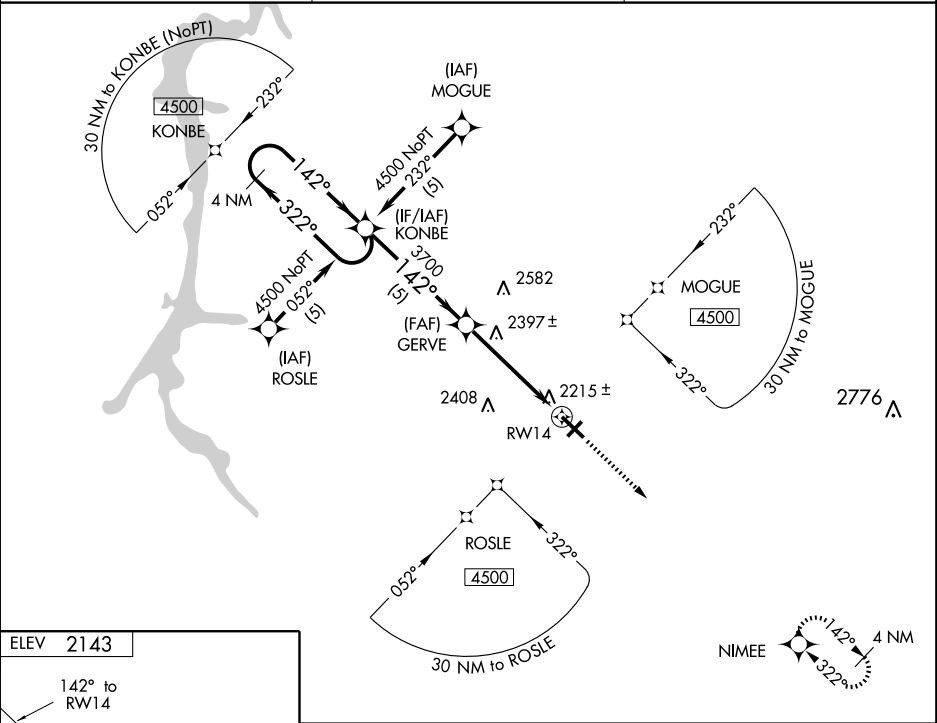 30 NM to KONBE (NoPT)
4500
KONBE
232°
052°
(IAF)
MOGUE
4500 NoPT
232°
(5)
142°
4 NM
322°
(IF/IAF)
KONBE
3700
142°
(5)
4500 NoPT
052°
(5)
(IAF)
ROSLE
(FAF)
GERVE
2582
2397 ±
2408
2215 ±
RW14
232°
MOGUE
4500
322°
30 NM to MOGUE
2776
ROSLE
4500
052°
322°
30 NM to ROSLE
NIMEE
142°
322°
4 NM
ELEV 2143
142° to
RW14